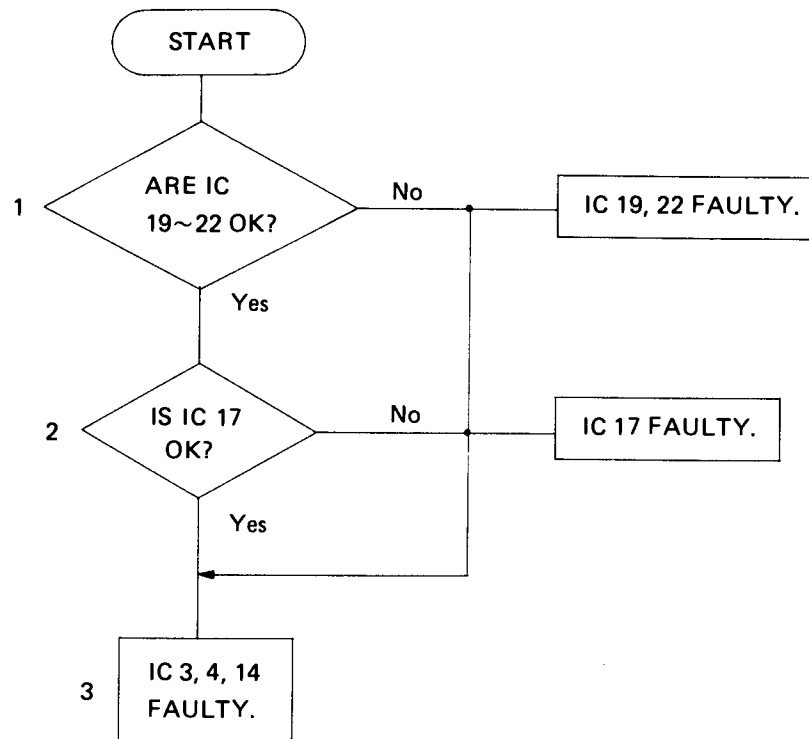 START
1
ARE IC
19~22 OK?
No
IC 19, 22 FAULTY.
Yes
2
IS IC 17
OK?
No
IC 17 FAULTY.
Yes
3
IC 3, 4, 14
FAULTY.